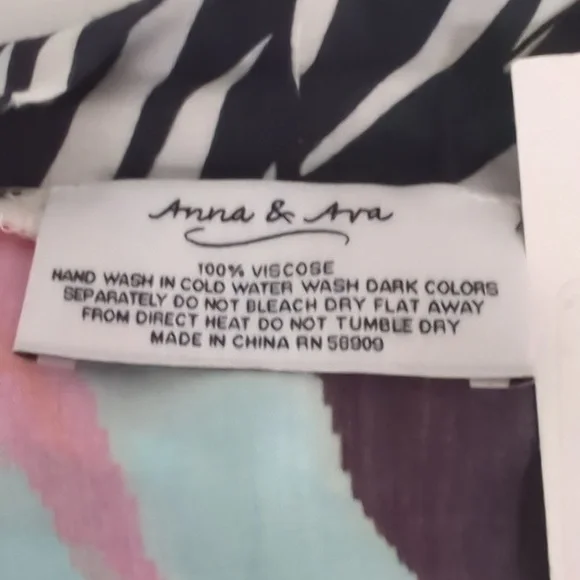 Anna & Ava
100% VISCOSE
HAND WASH IN COLD WATER WASH DARK COLORS
SEPARATELY DO NOT BLEACH DRY FLAT AWAY
FROM DIRECT HEAT DO NOT TUMBLE DRY
MADE IN CHINA RN 56909